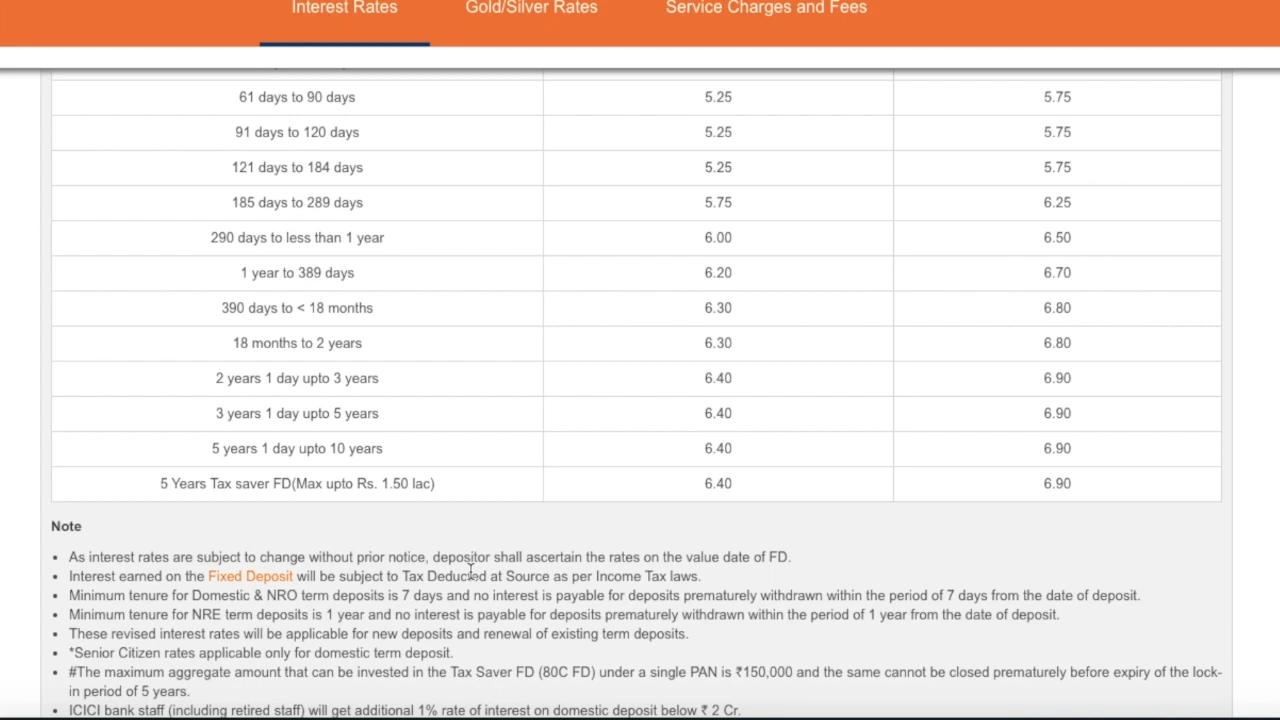 Interest Rates Gold/Silver Rates Service Charges and Fees
61 days to 90 days 5.25 5.75
91 days to 120 days 5.25 5.75
121 days to 184 days 5.25 5.75
185 days to 289 days 5.75 6.25
290 days to less than 1 year 6.00 6.50
1 year to 389 days 6.20 6.70
390 days to < 18 months 6.30 6.80
18 months to 2 years 6.30 6.80
2 years 1 day upto 3 years 6.40 6.90
3 years 1 day upto 5 years 6.40 6.90
5 years 1 day upto 10 years 6.40 6.90
5 Years Tax saver FD(Max upto Rs. 1.50 lac) 6.40 6.90
Note
• As interest rates are subject to change without prior notice, depositor shall ascertain the rates on the value date of FD.
• Interest earned on the Fixed Deposit will be subject to Tax Deducted at Source as per Income Tax laws.
• Minimum tenure for Domestic & NRO term deposits is 7 days and no interest is payable for deposits prematurely withdrawn within the period of 7 days from the date of deposit.
• Minimum tenure for NRE term deposits is 1 year and no interest is payable for deposits prematurely withdrawn within the period of 1 year from the date of deposit.
• These revised interest rates will be applicable for new deposits and renewal of existing term deposits.
• *Senior Citizen rates applicable only for domestic term deposit.
• #The maximum aggregate amount that can be invested in the Tax Saver FD (80C FD) under a single PAN is ₹150,000 and the same cannot be closed prematurely before expiry of the lock-
in period of 5 years.
• ICICI bank staff (including retired staff) will get additional 1% rate of interest on domestic deposit below ₹ 2 Cr.